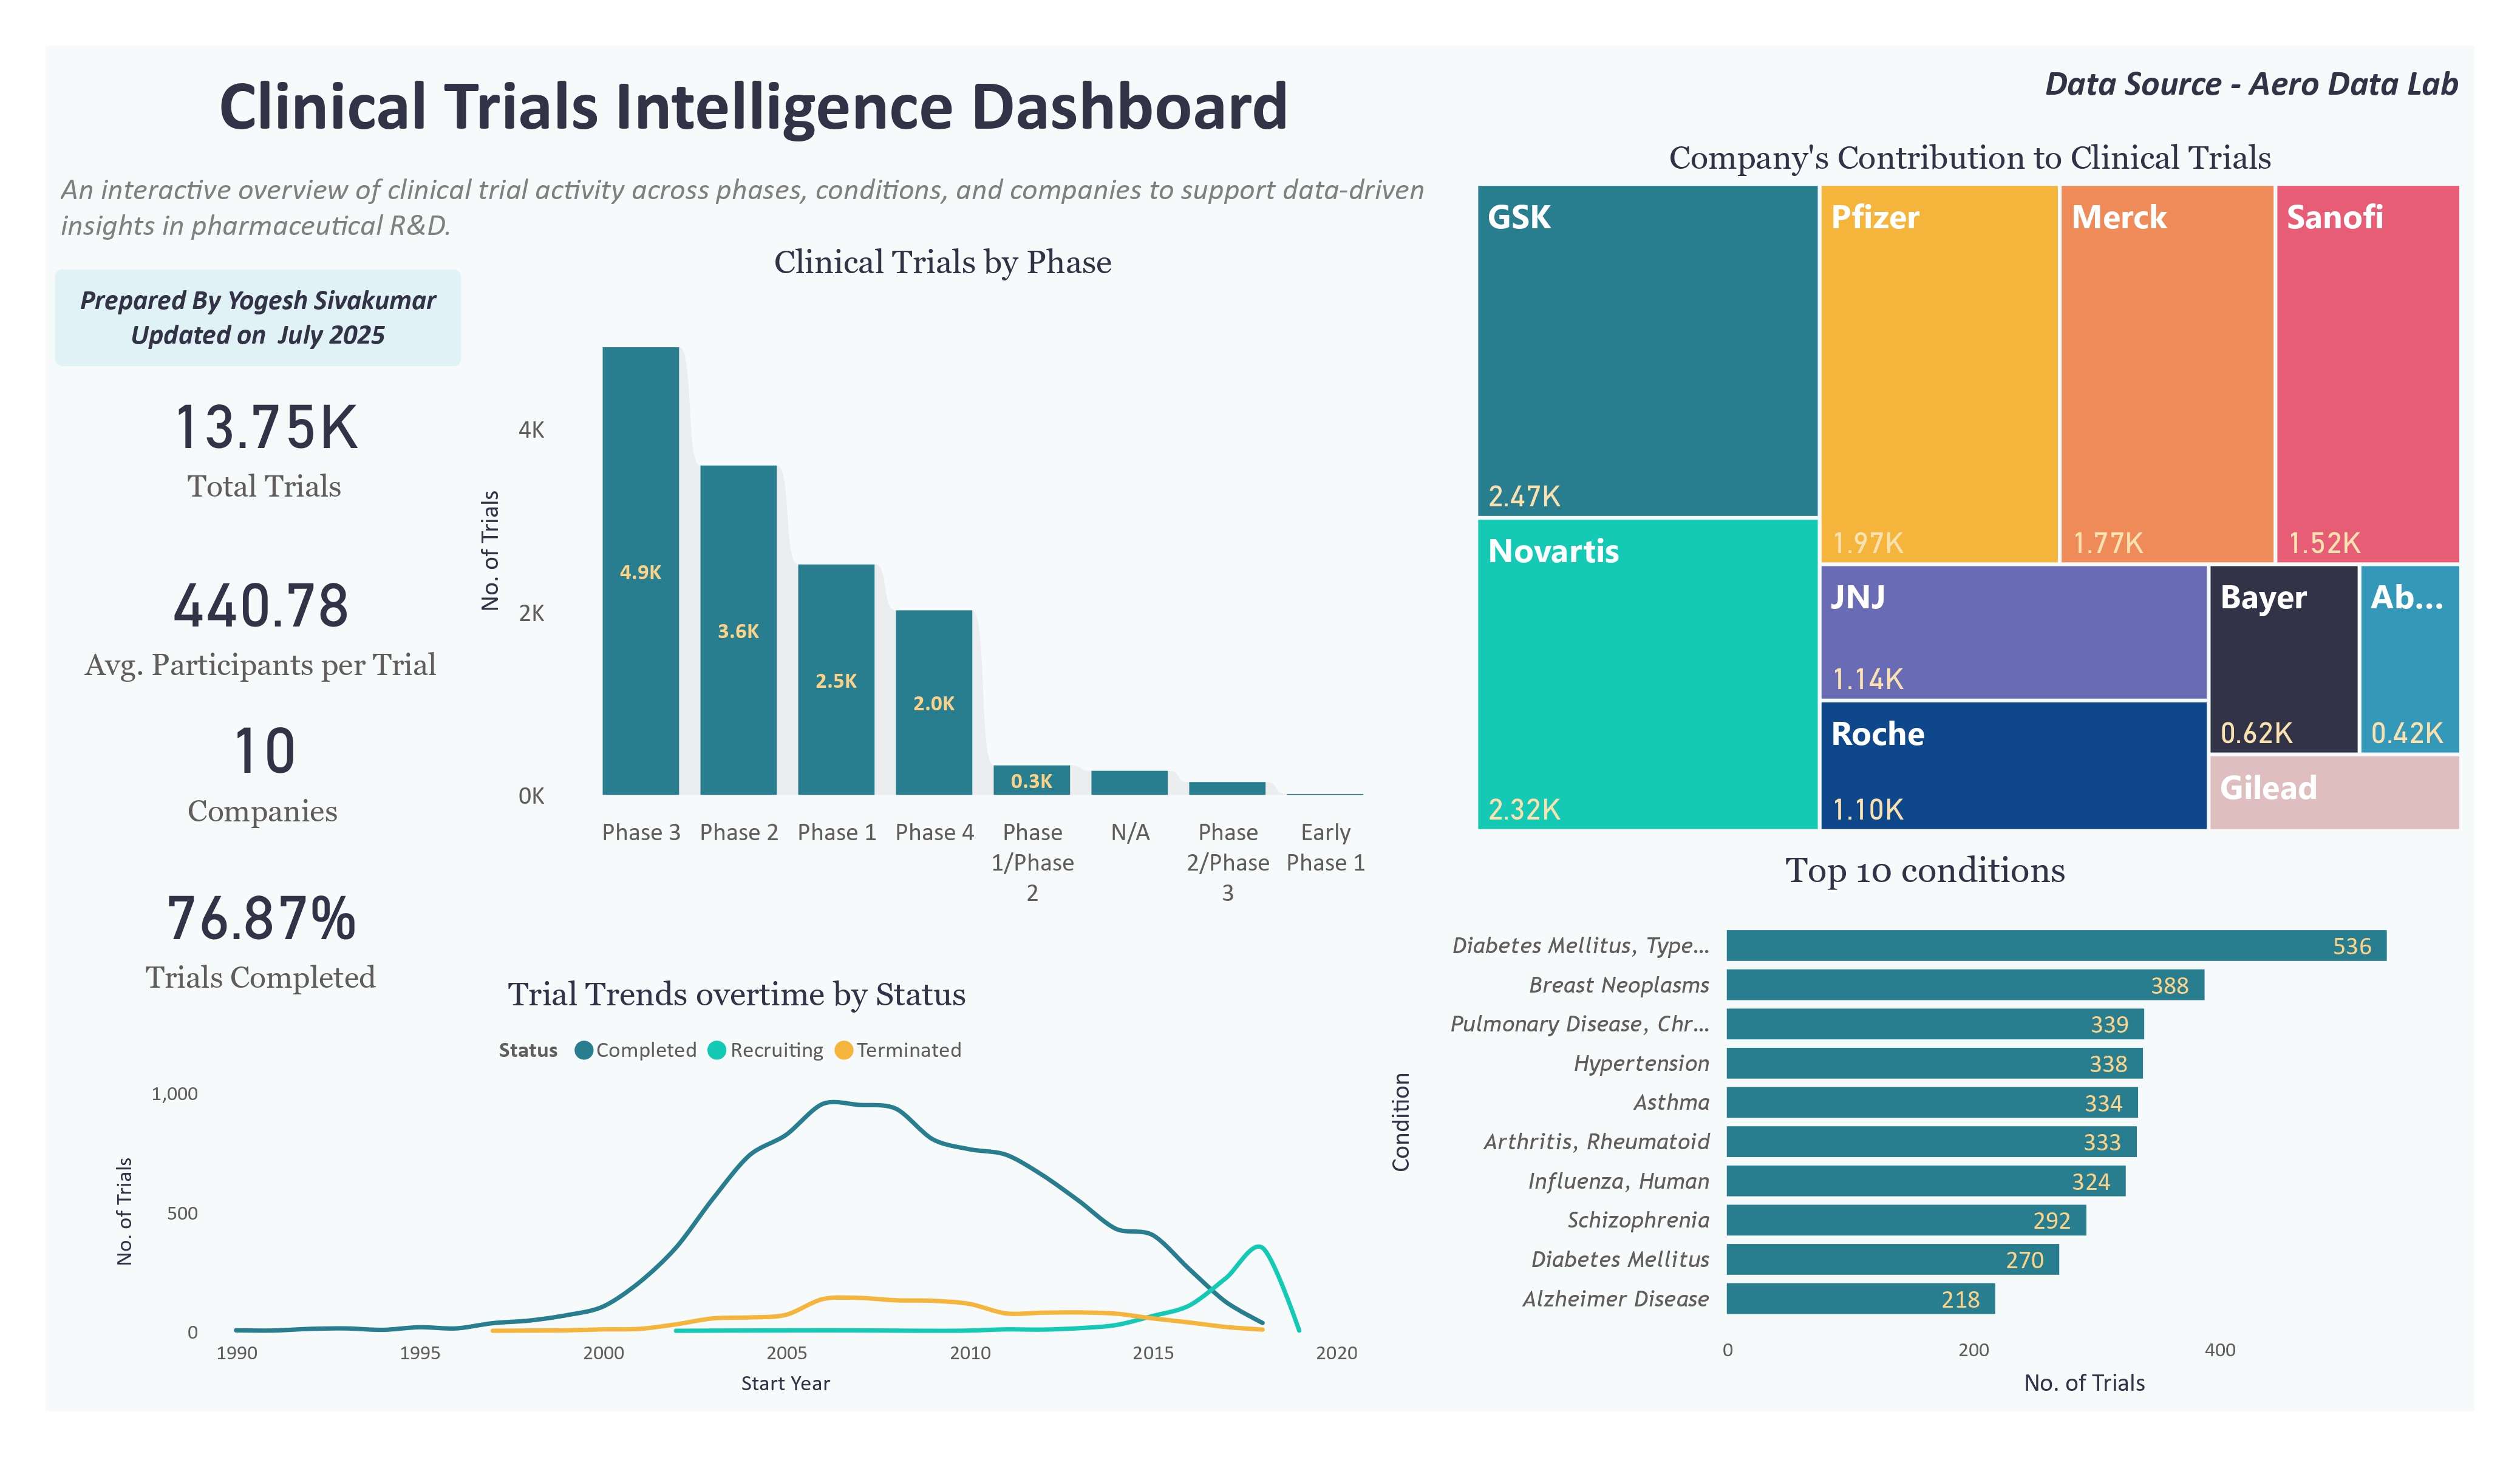 Clinical Trials Intelligence Dashboard
Data Source - Aero Data Lab
An interactive overview of clinical trial activity across phases, conditions, and companies to support data-driven
insights in pharmaceutical R&D.
Prepared By Yogesh Sivakumar
Updated on  July 2025
13.75K
Total Trials
440.78
Avg. Participants per Trial
10
Companies
76.87%
Trials Completed
Clinical Trials by Phase
No. of Trials
4K
2K
0K
4.9K
3.6K
2.5K
2.0K
0.3K
Phase 3
Phase 2
Phase 1
Phase 4
Phase
1/Phase
2
N/A
Phase
2/Phase
3
Early
Phase 1
Company's Contribution to Clinical Trials
GSK
2.47K
Novartis
2.32K
Pfizer
1.97K
Merck
1.77K
Sanofi
1.52K
JNJ
1.14K
Roche
1.10K
Bayer
0.62K
Ab...
0.42K
Gilead
Trial Trends overtime by Status
Status Completed Recruiting Terminated
No. of Trials
1,000
500
0
1990 1995 2000 2005 2010 2015 2020
Start Year
Top 10 conditions
Condition
Diabetes Mellitus, Type... 536
Breast Neoplasms 388
Pulmonary Disease, Chr... 339
Hypertension 338
Asthma 334
Arthritis, Rheumatoid 333
Influenza, Human 324
Schizophrenia 292
Diabetes Mellitus 270
Alzheimer Disease 218
0 200 400
No. of Trials